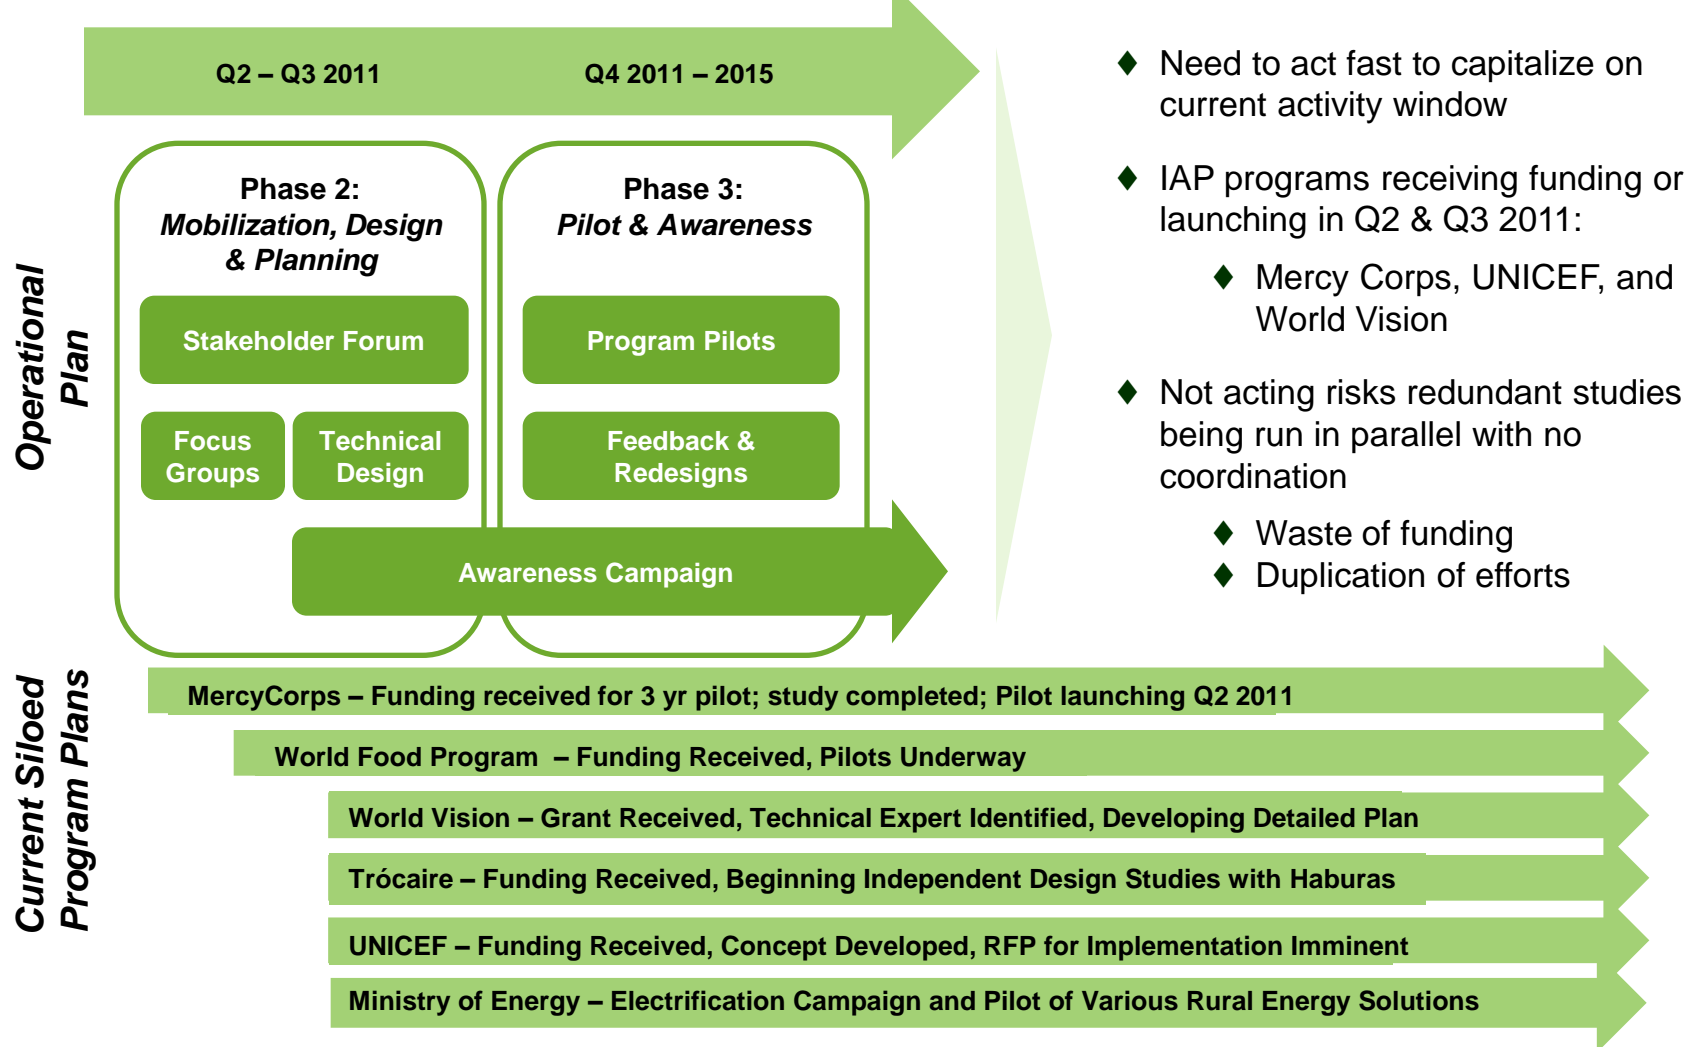 Q2 – Q3 2011
Q4 2011 – 2015
Operational
Plan
Phase 2:
Mobilization, Design
& Planning
Stakeholder Forum
Focus
Groups
Technical
Design
Phase 3:
Pilot & Awareness
Program Pilots
Feedback &
Redesigns
Awareness Campaign
♦ Need to act fast to capitalize on
current activity window
♦ IAP programs receiving funding or
launching in Q2 & Q3 2011:
♦ Mercy Corps, UNICEF, and
World Vision
♦ Not acting risks redundant studies
being run in parallel with no
coordination
♦ Waste of funding
♦ Duplication of efforts
Current Siloed
Program Plans
MercyCorps – Funding received for 3 yr pilot; study completed; Pilot launching Q2 2011
World Food Program – Funding Received, Pilots Underway
World Vision – Grant Received, Technical Expert Identified, Developing Detailed Plan
Trócaire – Funding Received, Beginning Independent Design Studies with Haburas
UNICEF – Funding Received, Concept Developed, RFP for Implementation Imminent
Ministry of Energy – Electrification Campaign and Pilot of Various Rural Energy Solutions